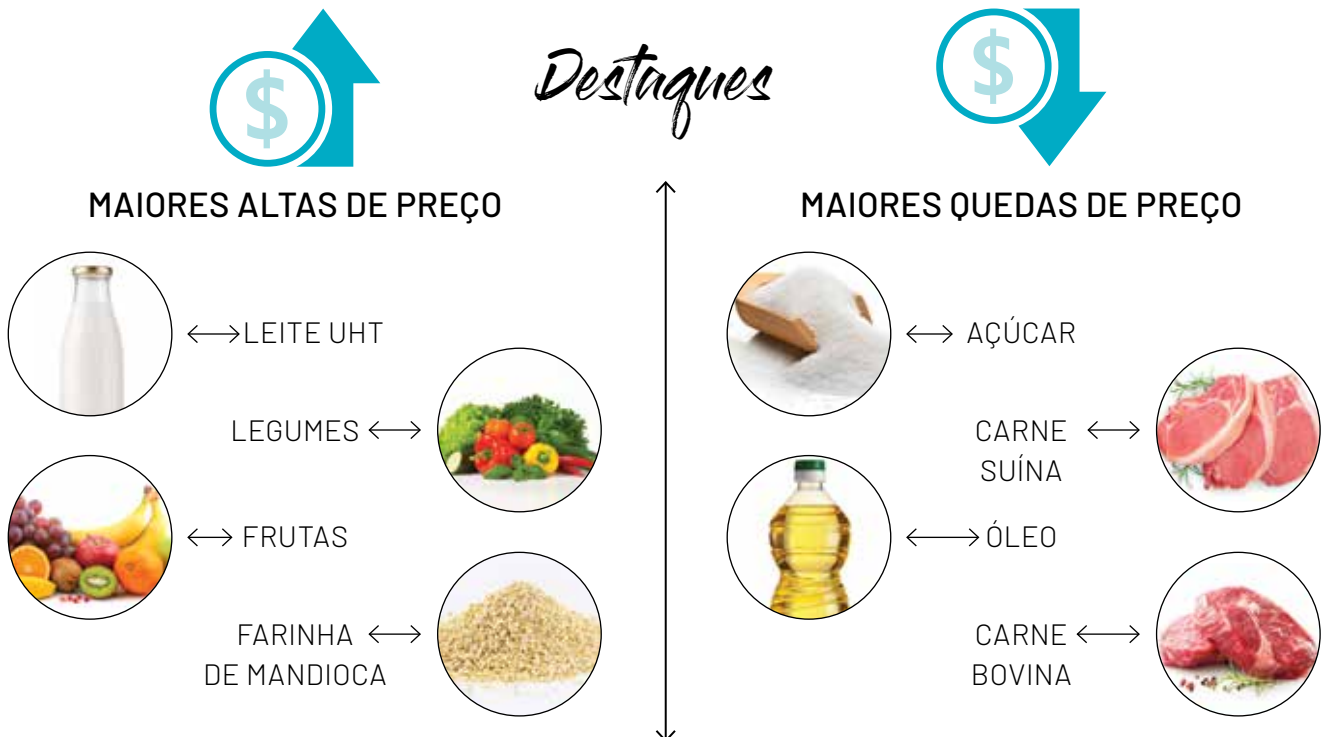 $
Destaques
$
MAIORES ALTAS DE PREÇO
LEITE UHT
LEGUMES
FRUTAS
FARINHA
DE MANDIOCA
MAIORES QUEDAS DE PREÇO
AÇÚCAR
CARNE
SUÍNA
ÓLEO
CARNE
BOVINA